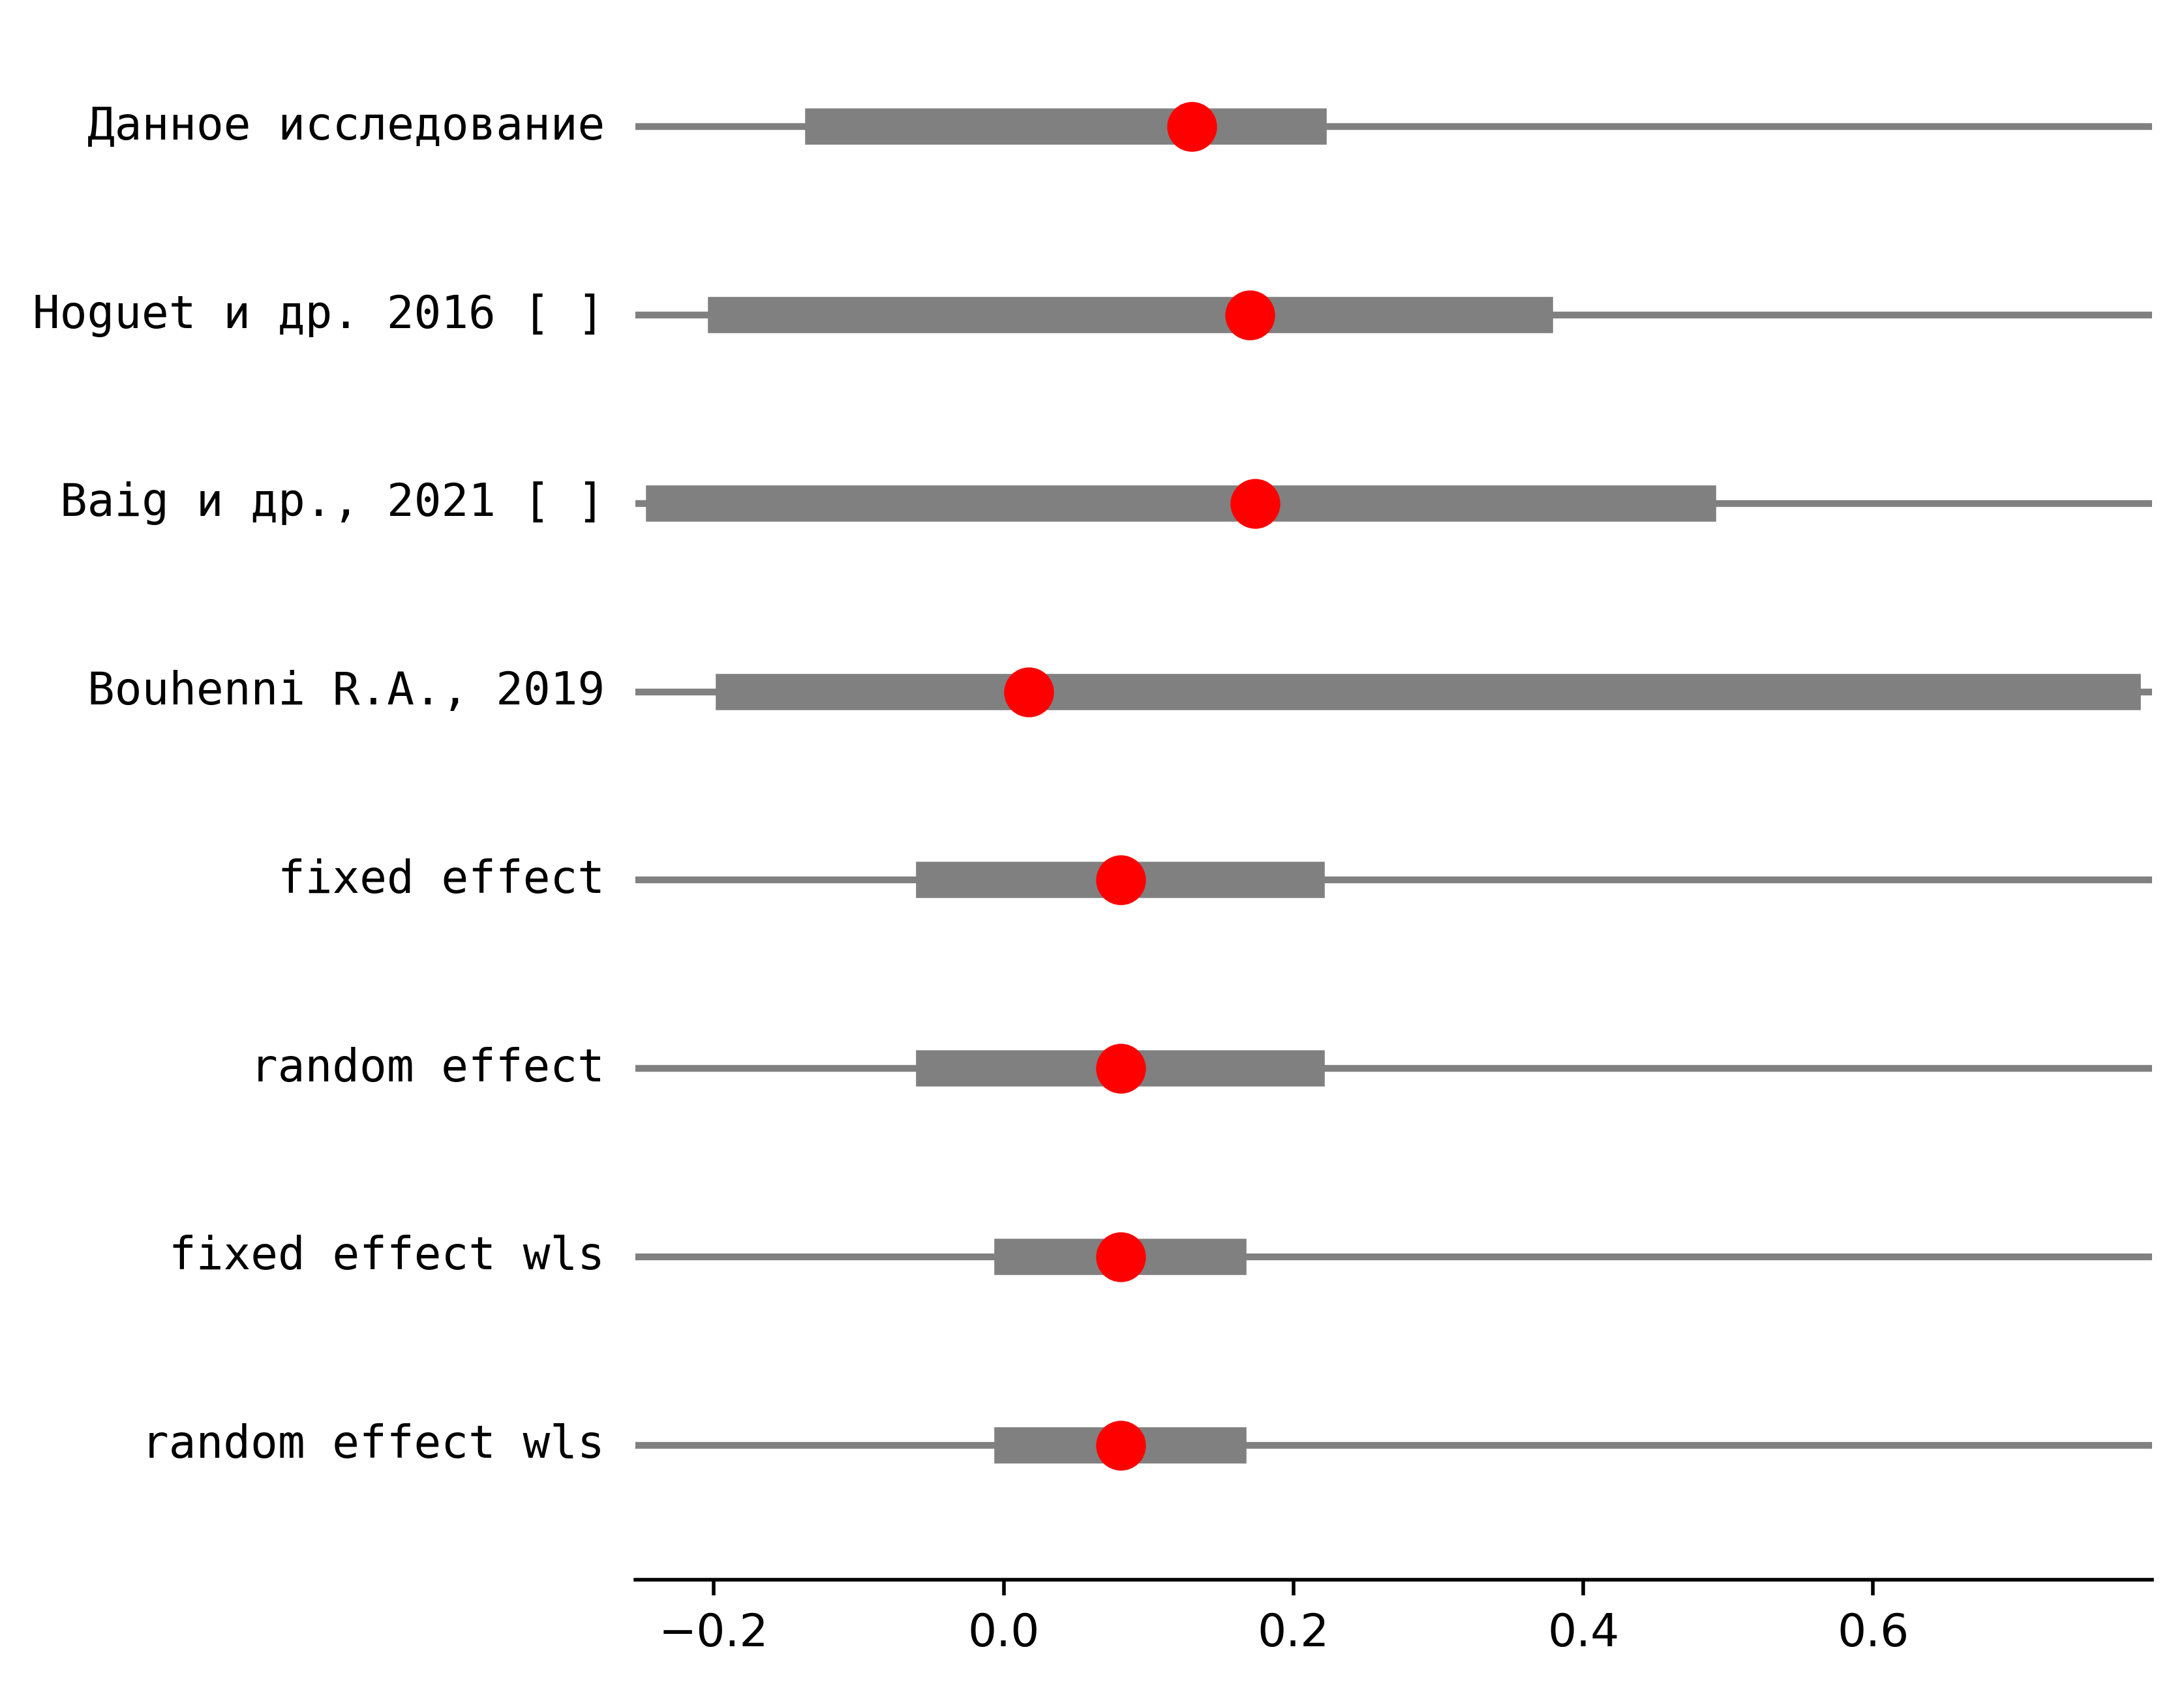 Данное исследование
Hoguet и др. 2016 [ ]
Baig и др., 2021 [ ]
Bouhenni R.A., 2019
fixed effect
random effect
fixed effect wls
random effect wls
−0.2 0.0 0.2 0.4 0.6